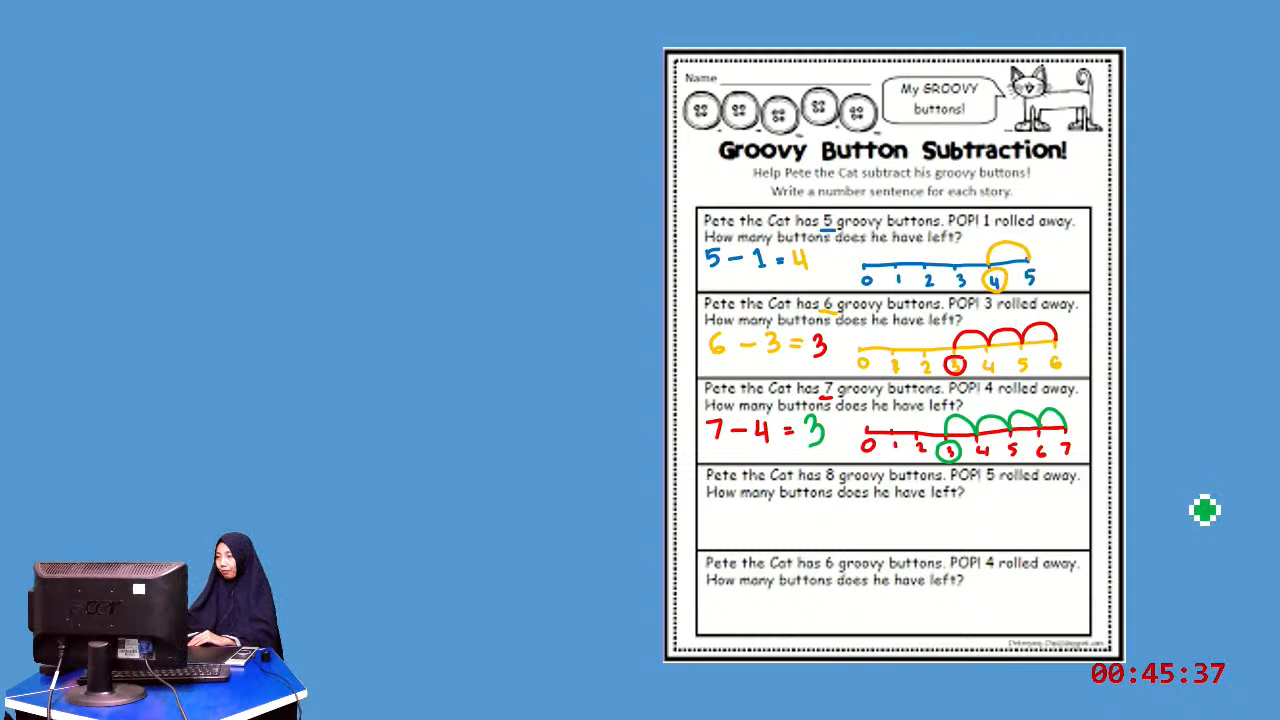 Name
My GROOVY
buttons!
Groovy Button Subtraction!
Help Pete the Cat subtract his groovy buttons!
Write a number sentence for each story.
Pete the Cat has 5 groovy buttons. POP! 1 rolled away.
How many buttons does he have left?
5 - 1 = 4
0 1 2 3 4 5
Pete the Cat has 6 groovy buttons. POP! 3 rolled away.
How many buttons does he have left?
6 - 3 = 3
0 1 2 3 4 5 6
Pete the Cat has 7 groovy buttons. POP! 4 rolled away.
How many buttons does he have left?
7 - 4 = 3
0 1 2 3 4 5 6 7
Pete the Cat has 8 groovy buttons. POP! 5 rolled away.
How many buttons does he have left?
Pete the Cat has 6 groovy buttons. POP! 4 rolled away.
How many buttons does he have left?
acer
00:45:37